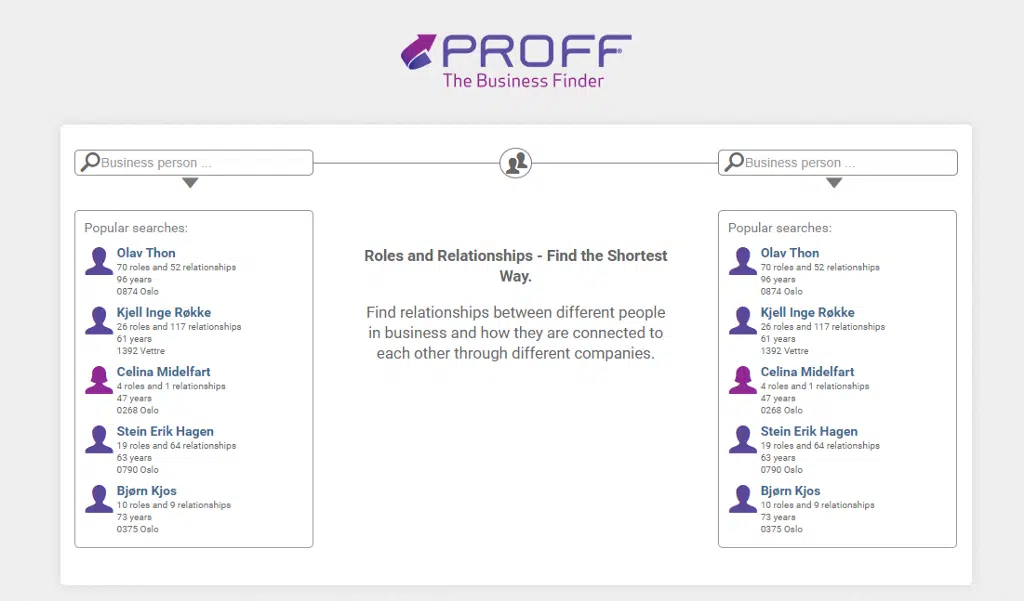 PROFF®
The Business Finder
Business person ...
Business person ...
Popular searches:
Olav Thon
70 roles and 52 relationships
96 years
0874 Oslo
Kjell Inge Røkke
26 roles and 117 relationships
61 years
1392 Vettre
Celina Midelfart
4 roles and 1 relationships
47 years
0268 Oslo
Stein Erik Hagen
19 roles and 64 relationships
63 years
0790 Oslo
Bjørn Kjos
10 roles and 9 relationships
73 years
0375 Oslo
Roles and Relationships - Find the Shortest
Way.
Find relationships between different people
in business and how they are connected to
each other through different companies.
Popular searches:
Olav Thon
70 roles and 52 relationships
96 years
0874 Oslo
Kjell Inge Røkke
26 roles and 117 relationships
61 years
1392 Vettre
Celina Midelfart
4 roles and 1 relationships
47 years
0268 Oslo
Stein Erik Hagen
19 roles and 64 relationships
63 years
0790 Oslo
Bjørn Kjos
10 roles and 9 relationships
73 years
0375 Oslo